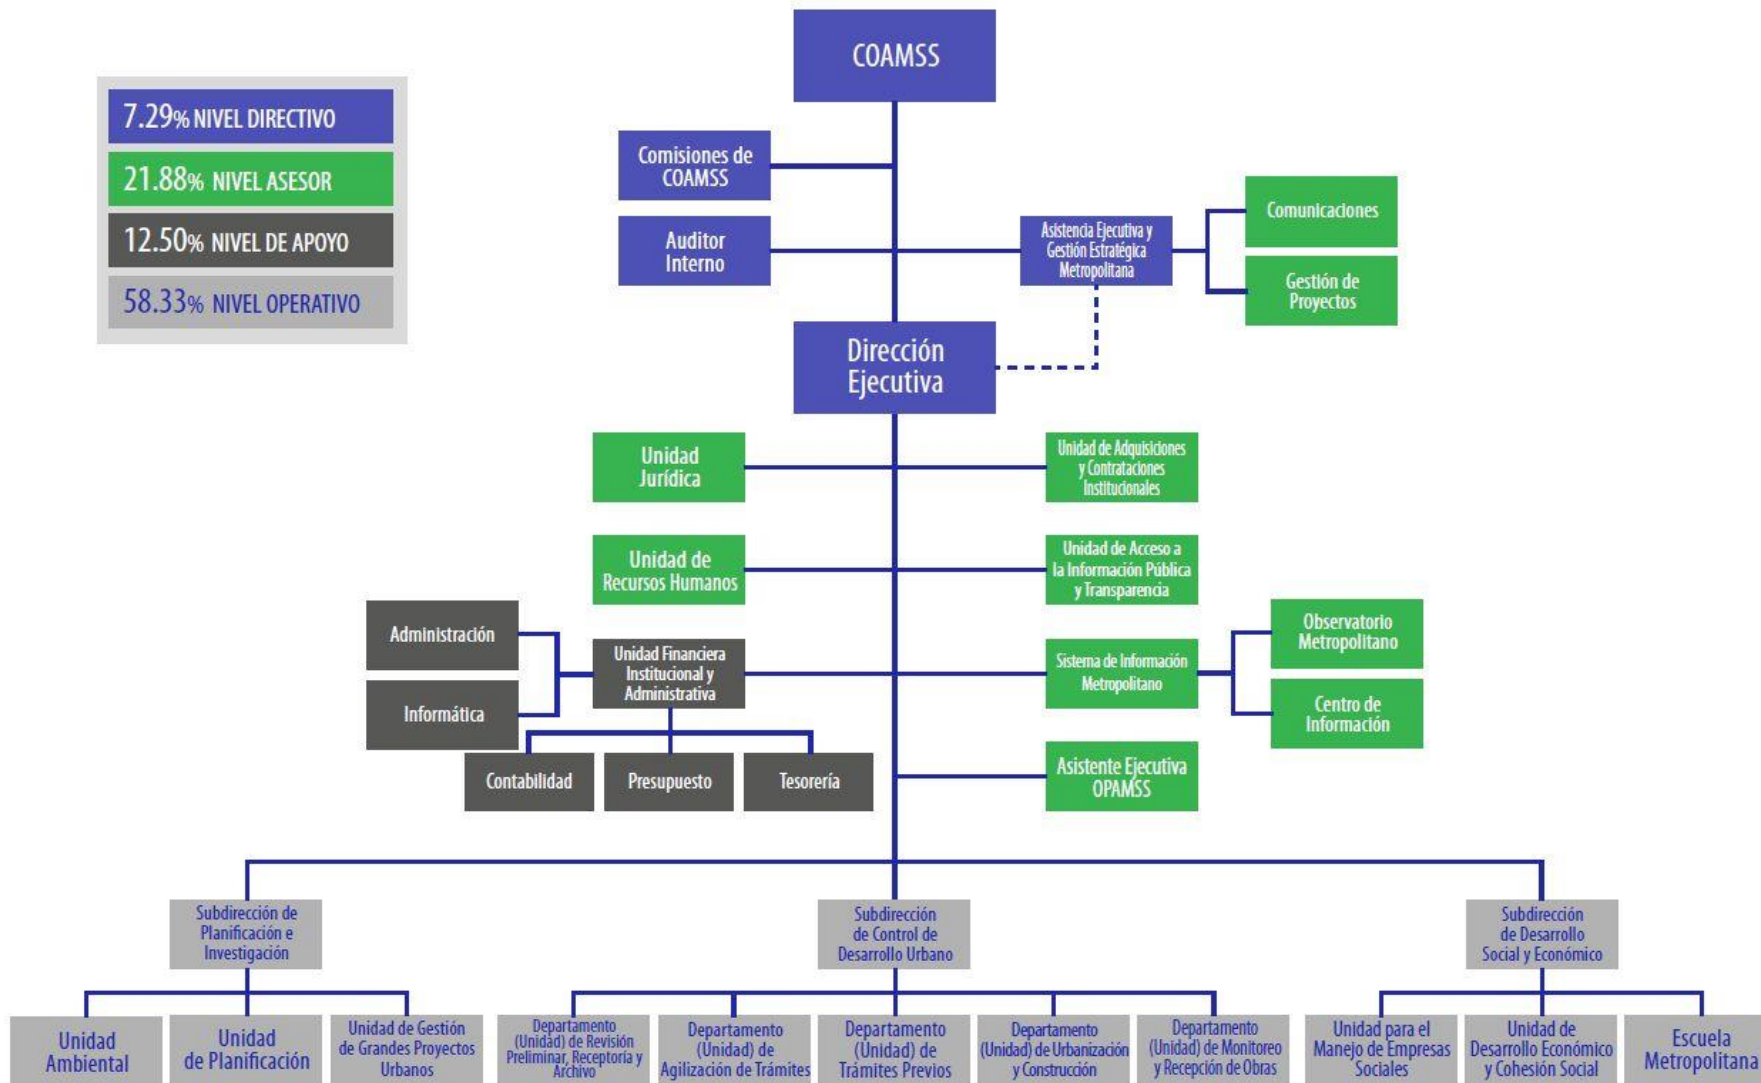 COAMSS
7.29% NIVEL DIRECTIVO
21.88% NIVEL ASESOR
12.50% NIVEL DE APOYO
58.33% NIVEL OPERATIVO
Comisiones de
COAMSS
Auditor
Interno
Asistencia Ejecutiva y
Gestión Estratégica
Metropolitana
Comunicaciones
Gestión de
Proyectos
Dirección
Ejecutiva
Unidad
Jurídica
Unidad de Adquisiciones
y Contrataciones
Institucionales
Unidad de
Recursos Humanos
Unidad de Acceso a
la Información Pública
y Transparencia
Administración
Informática
Unidad Financiera
Institucional y
Administrativa
Sistema de Información
Metropolitano
Observatorio
Metropolitano
Centro de
Información
Contabilidad
Presupuesto
Tesorería
Asistente Ejecutiva
OPAMSS
Subdirección de
Planificación e
Investigación
Subdirección
de Control de
Desarrollo Urbano
Subdirección
de Desarrollo
Social y Económico
Unidad
Ambiental
Unidad
de Planificación
Unidad de Gestión
de Grandes Proyectos
Urbanos
Departamento
(Unidad) de Revisión
Preliminar, Receptoría y
Archivo
Departamento
(Unidad) de
Agilización de Trámites
Departamento
(Unidad) de
Trámites Previos
Departamento
(Unidad) de Urbanización
y Construcción
Departamento
(Unidad) de Monitoreo
y Recepción de Obras
Unidad para el
Manejo de Empresas
Sociales
Unidad de
Desarrollo Económico
y Cohesión Social
Escuela
Metropolitana